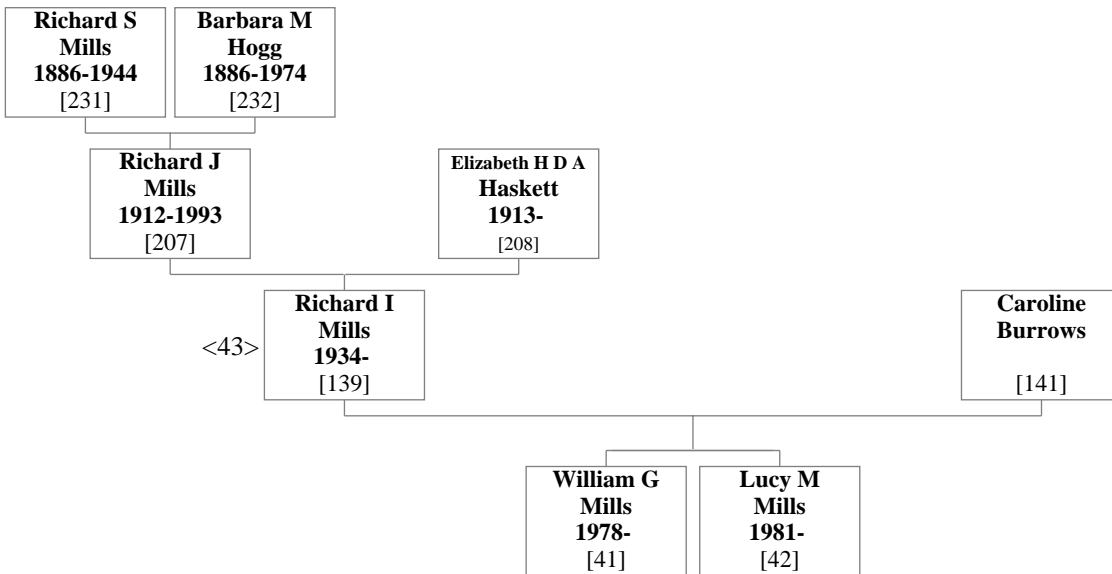 Richard S
Mills
1886-1944
[231]
Barbara M
Hogg
1886-1974
[232]
Richard J
Mills
1912-1993
[207]
Elizabeth H D A
Haskett
1913-
[208]
<43>
Richard I
Mills
1934-
[139]
Caroline
Burrows
[141]
William G
Mills
1978-
[41]
Lucy M
Mills
1981-
[42]